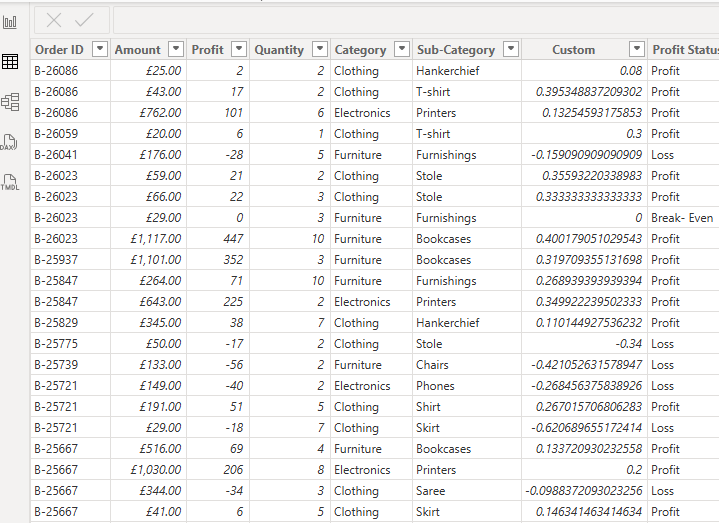 Order ID Amount Profit Quantity Category Sub-Category Custom Profit Statu
B-26086 £25.00 2 2 Clothing Hankerchief 0.08 Profit
B-26086 £43.00 17 2 Clothing T-shirt 0.395348837209302 Profit
B-26086 £762.00 101 6 Electronics Printers 0.13254593175853 Profit
B-26059 £20.00 6 1 Clothing T-shirt 0.3 Profit
B-26041 £176.00 -28 5 Furniture Furnishings -0.159090909090909 Loss
DAX
B-26023 £59.00 21 2 Clothing Stole 0.35593220338983 Profit
TMDL
B-26023 £66.00 22 3 Clothing Stole 0.333333333333333 Profit
B-26023 £29.00 0 3 Furniture Furnishings 0 Break- Even
B-26023 £1,117.00 447 10 Furniture Bookcases 0.400179051029543 Profit
B-25937 £1,101.00 352 3 Furniture Bookcases 0.319709355131698 Profit
B-25847 £264.00 71 10 Furniture Furnishings 0.268939393939394 Profit
B-25847 £643.00 225 2 Electronics Printers 0.349922239502333 Profit
B-25829 £345.00 38 7 Clothing Hankerchief 0.110144927536232 Profit
B-25775 £50.00 -17 2 Clothing Stole -0.34 Loss
B-25739 £133.00 -56 2 Furniture Chairs -0.421052631578947 Loss
B-25721 £149.00 -40 2 Electronics Phones -0.268456375838926 Loss
B-25721 £191.00 51 5 Clothing Shirt 0.267015706806283 Profit
B-25721 £29.00 -18 7 Clothing Skirt -0.620689655172414 Loss
B-25667 £516.00 69 4 Furniture Bookcases 0.133720930232558 Profit
B-25667 £1,030.00 206 8 Electronics Printers 0.2 Profit
B-25667 £344.00 -34 3 Clothing Saree -0.0988372093023256 Loss
B-25667 £41.00 6 5 Clothing Skirt 0.146341463414634 Profit